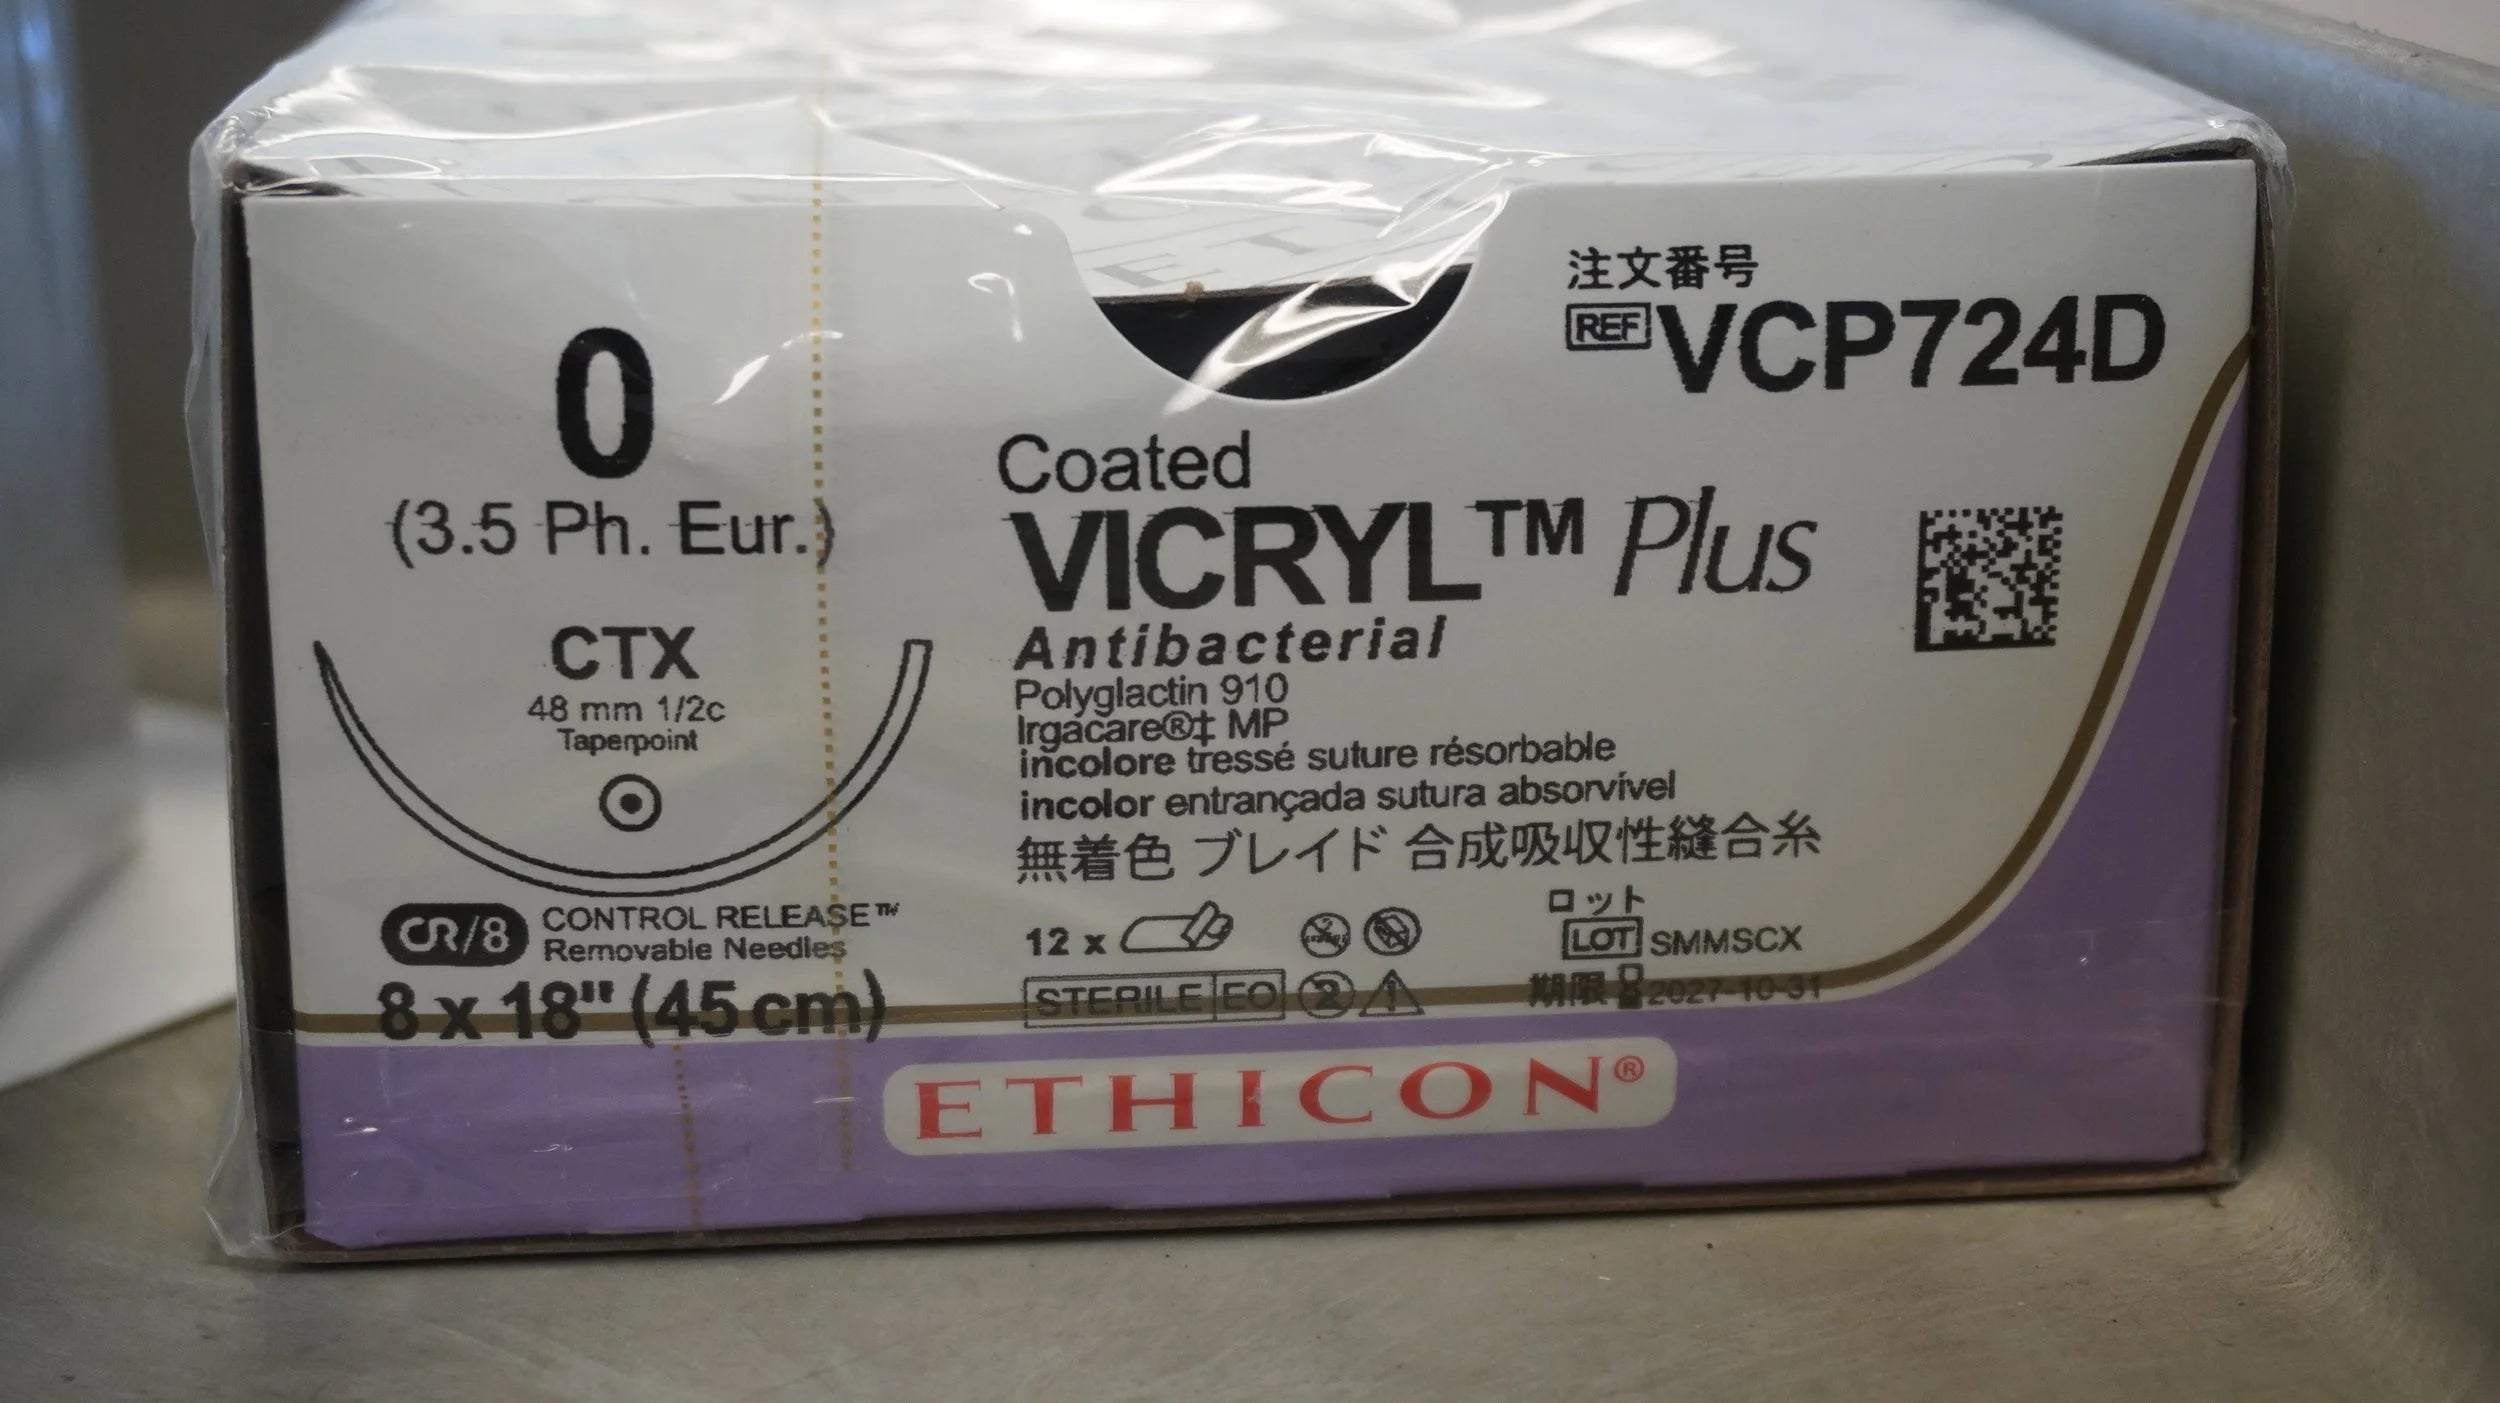 0
(3.5 Ph. Eur.)
CTX
48 mm 1/2c
Taperpoint
CR/8 CONTROL RELEASE™
Removable Needles
8 x 18" (45 cm)
注文番号
REF VCP724D
Coated
VICRYL™ Plus
Antibacterial
Polyglactin 910
Irgacare®‡ MP
incolore tressé suture résorbable
incolor entrançada sutura absorvível
無着色 ブレイド 合成吸収性縫合糸
12 x
ロット
LOT SMMSCX
STERILE EO 2
期限 2027-10-31
ETHICON®